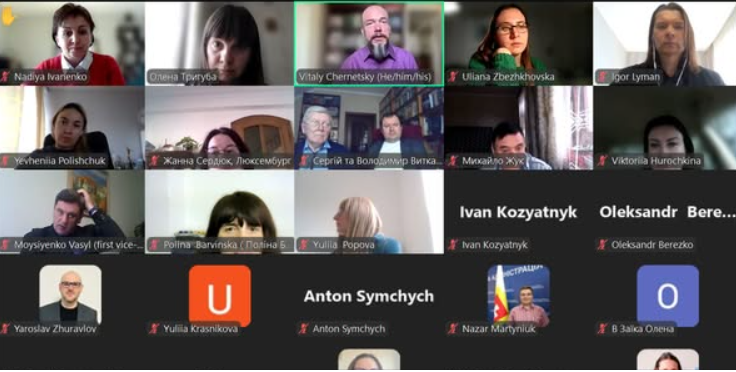 Nadiya Ivanenko
Олена Тригуба
Vitaly Chernetsky (He/him/his)
Uliana Zbezhkhovska
Igor Lyman
Yevheniia Polishchuk
Жанна Сердюк, Люксембург
Сергій та Володимир Витка...
Михайло Жук
Viktoriia Hurochkina
Moysiyenko Vasyl (first vice-...
Polina Barvinska ( Поліна Б...
Yuliia Popova
Ivan Kozyatnyk
Ivan Kozyatnyk
Oleksandr Bere...
Oleksandr Berezko
Yaroslav Zhuravlov
U
Yuliia Krasnikova
Anton Symchych
Anton Symchych
Nazar Martyniuk
О
В Заїка Олена